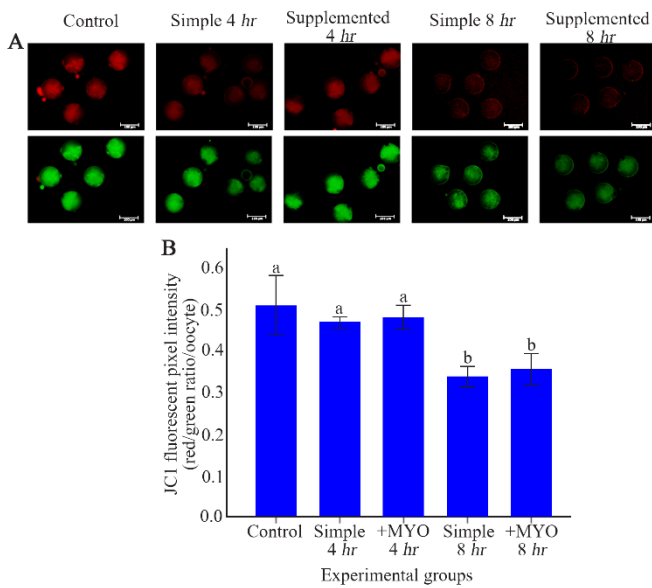 Control
Simple 4 hr
Supplemented
4 hr
Simple 8 hr
Supplemented
8 hr
A
B
JC1 fluorescent pixel intensity
(red/green ratio/oocyte)
0.6
0.5
0.4
0.3
0.2
0.1
0.0
a
a
a
b
b
Control
Simple
4 hr
+MYO
4 hr
Simple
8 hr
+MYO
8 hr
Experimental groups